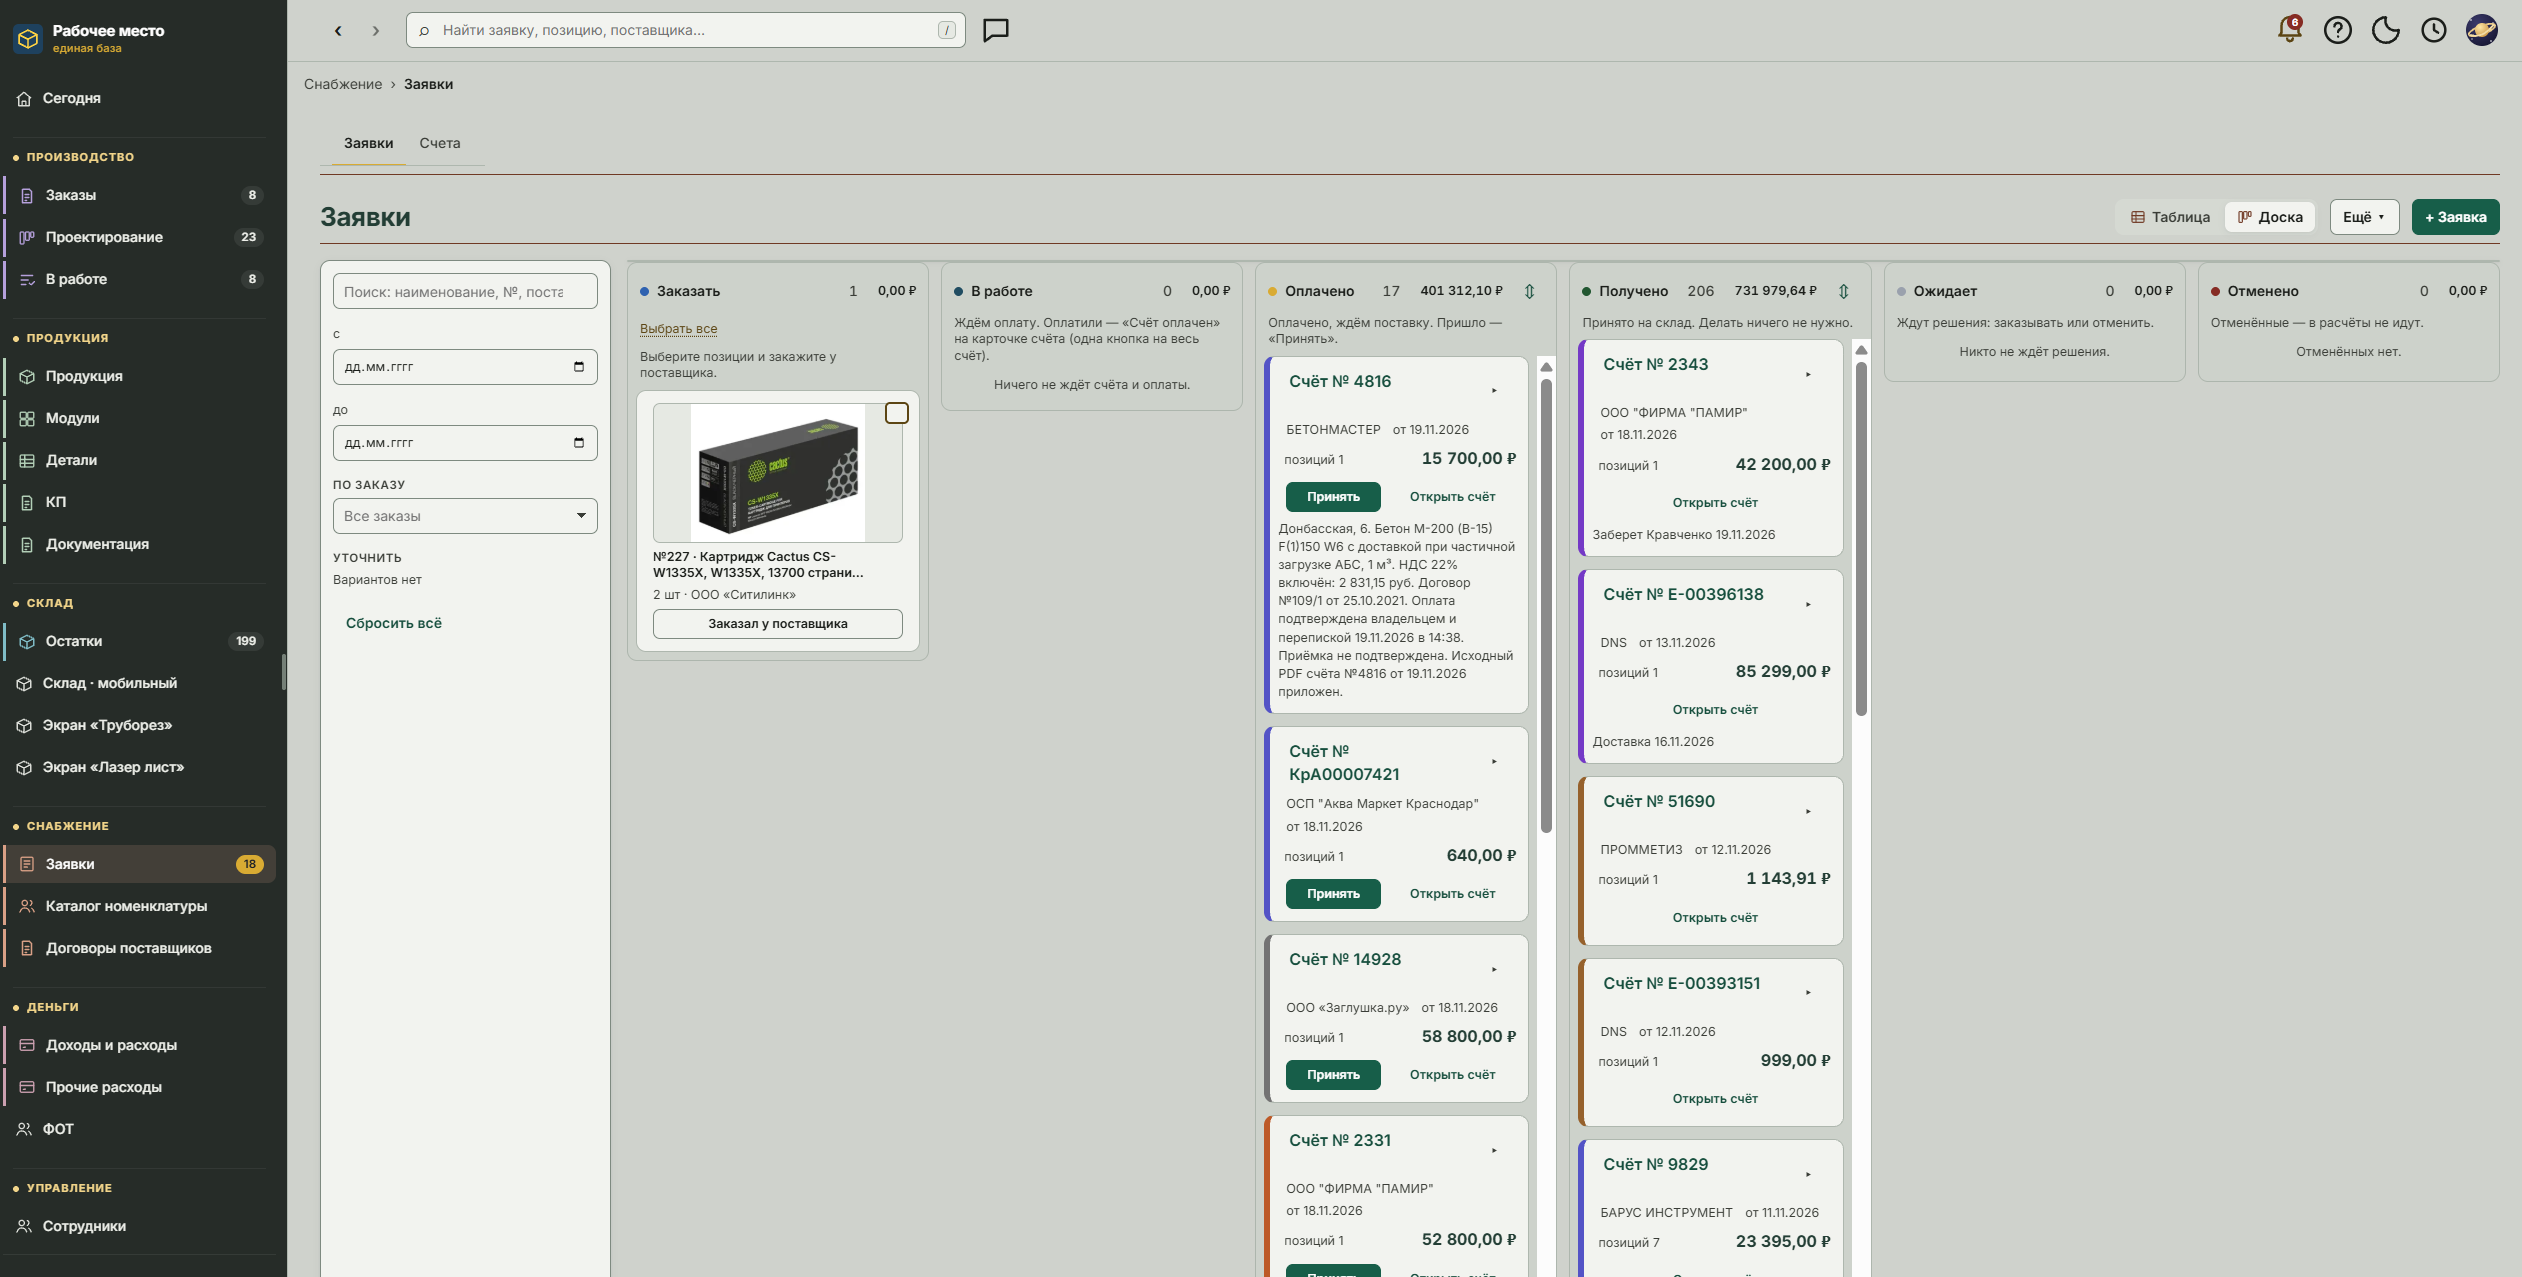 Рабочее место
единая база
Сегодня
ПРОИЗВОДСТВО
Заказы 8
Проектирование 23
В работе 8
ПРОДУКЦИЯ
Продукция
Модули
Детали
КП
Документация
СКЛАД
Остатки 199
Склад · мобильный
Экран «Труборез»
Экран «Лазер лист»
СНАБЖЕНИЕ
Заявки 18
Каталог номенклатуры
Договоры поставщиков
ДЕНЬГИ
Доходы и расходы
Прочие расходы
ФОТ
УПРАВЛЕНИЕ
Сотрудники
Найти заявку, позицию, поставщика... /
6
Снабжение › Заявки
Заявки Счета
Заявки
Таблица Доска Ещё + Заявка
Поиск: наименование, №, поста
с
дд.мм.гггг
до
дд.мм.гггг
ПО ЗАКАЗУ
Все заказы
УТОЧНИТЬ
Вариантов нет
Сбросить всё
Заказать 1 0,00 ₽
Выбрать все
Выберите позиции и закажите у
поставщика.
cactus
CS-W1335X
№227 · Картридж Cactus CS-
W1335X, W1335X, 13700 страни...
2 шт · ООО «Ситилинк»
Заказал у поставщика
В работе 0 0,00 ₽
Ждём оплату. Оплатили — «Счёт оплачен»
на карточке счёта (одна кнопка на весь
счёт).
Ничего не ждёт счёта и оплаты.
Оплачено 17 401 312,10 ₽
Оплачено, ждём поставку. Пришло —
«Принять».
Счёт № 4816
БЕТОНМАСТЕР от 19.11.2026
позиций 1 15 700,00 ₽
Принять Открыть счёт
Донбасская, 6. Бетон М-200 (В-15)
F(1)150 W6 с доставкой при частичной
загрузке АБС, 1 м³. НДС 22%
включён: 2 831,15 руб. Договор
№109/1 от 25.10.2021. Оплата
подтверждена владельцем и
перепиской 19.11.2026 в 14:38.
Приёмка не подтверждена. Исходный
PDF счёта №4816 от 19.11.2026
приложен.
Счёт №
КрА00007421
ОСП "Аква Маркет Краснодар"
от 18.11.2026
позиций 1 640,00 ₽
Принять Открыть счёт
Счёт № 14928
ООО «Заглушка.ру» от 18.11.2026
позиций 1 58 800,00 ₽
Принять Открыть счёт
Счёт № 2331
ООО "ФИРМА "ПАМИР"
от 18.11.2026
позиций 1 52 800,00 ₽
Получено 206 731 979,64 ₽
Принято на склад. Делать ничего не нужно.
Счёт № 2343
ООО "ФИРМА "ПАМИР"
от 18.11.2026
позиций 1 42 200,00 ₽
Открыть счёт
Заберет Кравченко 19.11.2026
Счёт № Е-00396138
DNS от 13.11.2026
позиций 1 85 299,00 ₽
Открыть счёт
Доставка 16.11.2026
Счёт № 51690
ПРОММЕТИЗ от 12.11.2026
позиций 1 1 143,91 ₽
Открыть счёт
Счёт № Е-00393151
DNS от 12.11.2026
позиций 1 999,00 ₽
Открыть счёт
Счёт № 9829
БАРУС ИНСТРУМЕНТ от 11.11.2026
позиций 7 23 395,00 ₽
Ожидает 0 0,00 ₽
Ждут решения: заказывать или отменить.
Никто не ждёт решения.
Отменено 0 0,00 ₽
Отменённые — в расчёты не идут.
Отменённых нет.